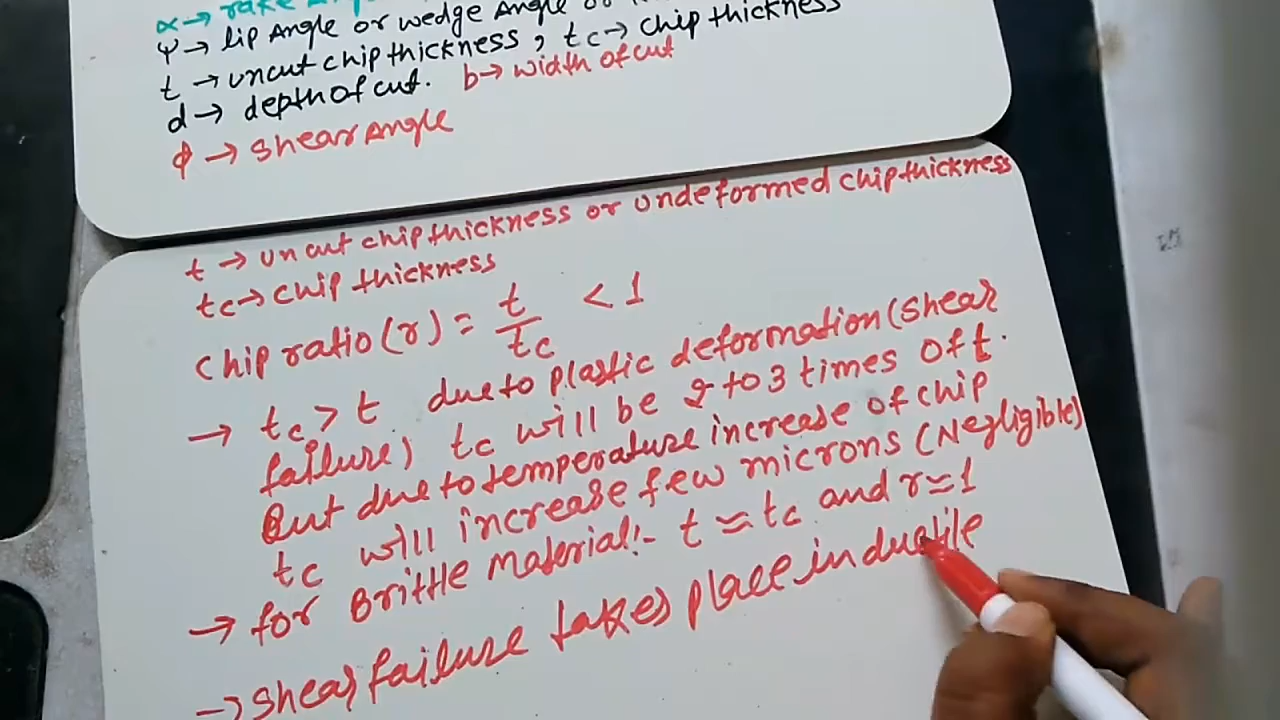 α→ rake
ψ→ lip Angle or wedge Angle or
t → uncut chip thickness, tc→ chip thickness
d→ depth of cut. b→ width of cut
ϕ → shear Angle
t → uncut chip thickness or undeformed chip thickness
tc→ chip thickness
chip ratio (r) = t/tc < 1
→ tc > t due to plastic deformation (shear
failure) tc will be 2 to 3 times of t.
But due to temperature increase of chip
tc will increase few microns (Negligible)
→ for Brittle material:- t ≈ tc and r ≈ 1
→ shear failure takes place in ductile